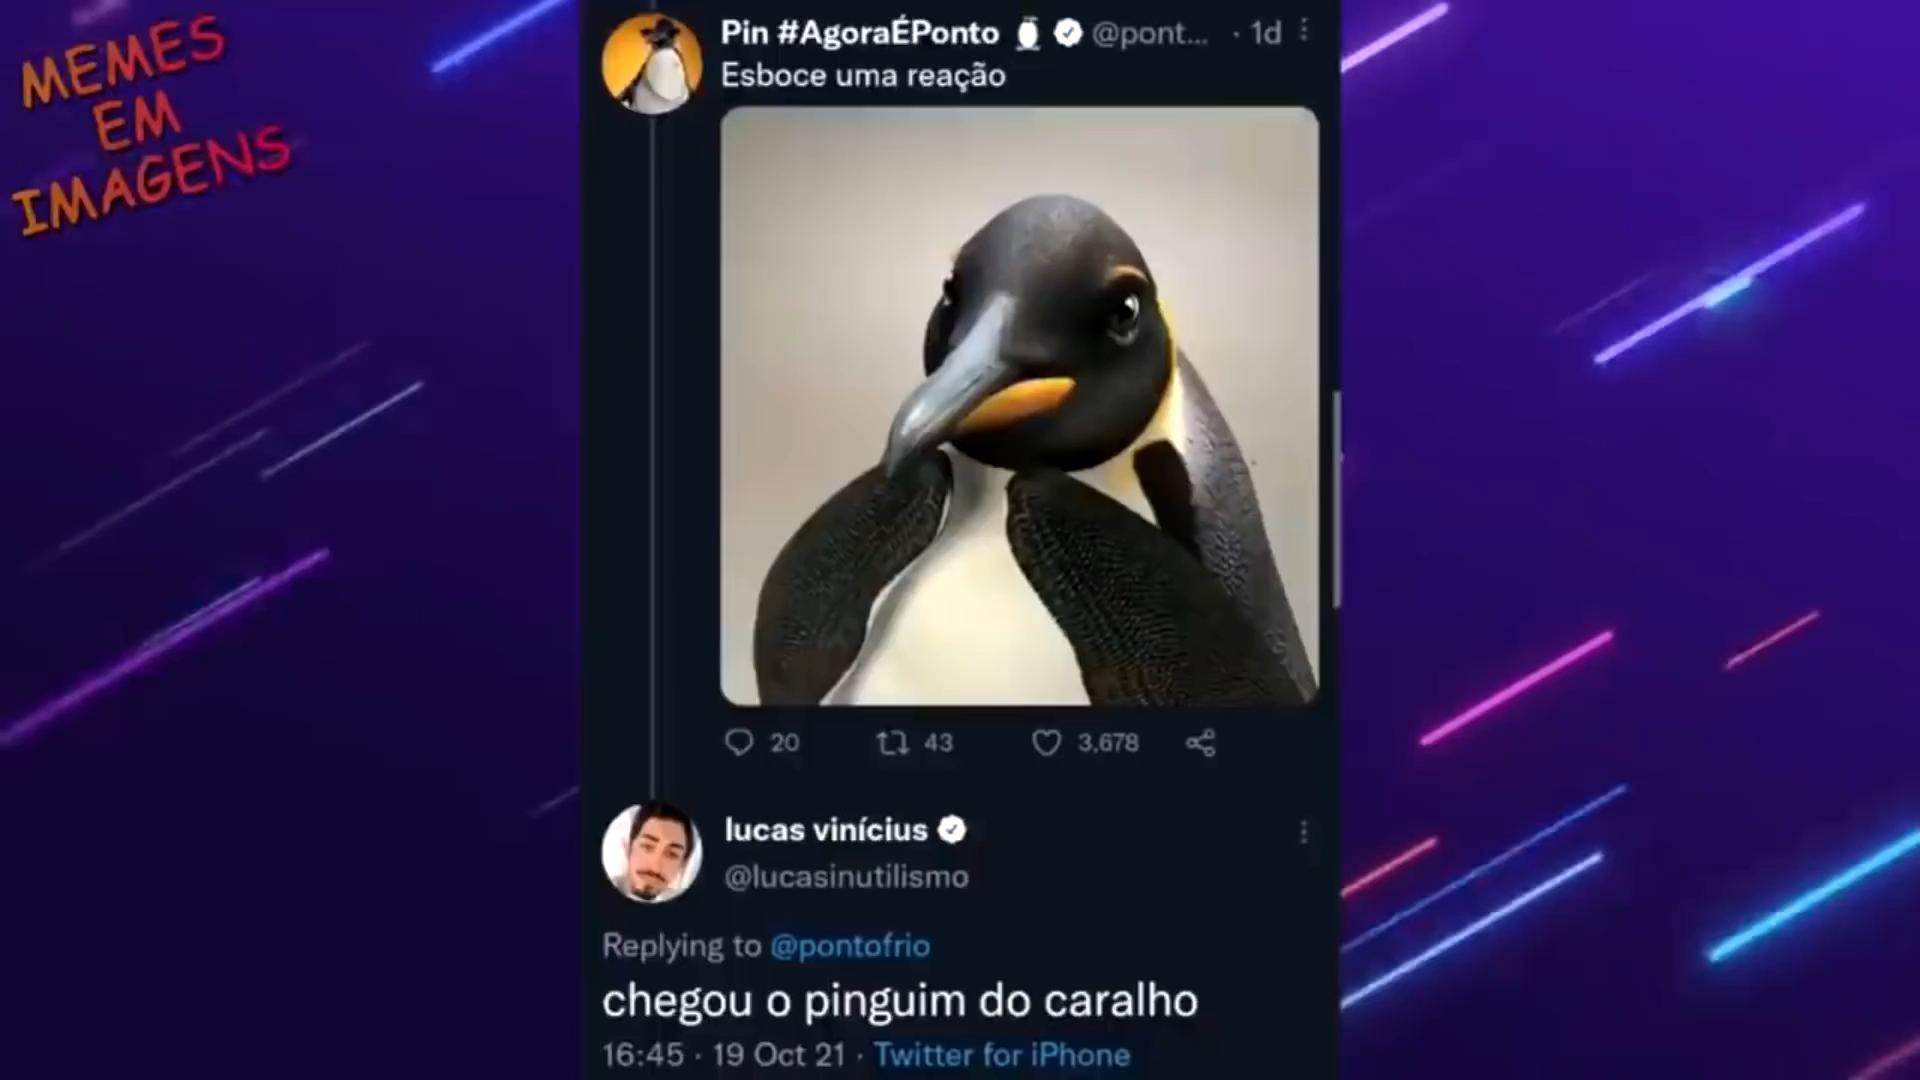 MEMES
EM
IMAGENS
Pin #AgoraÉPonto @pont... · 1d
Esboce uma reação
20 43 3,678
lucas vinícius
@lucasinutilismo
Replying to @pontofrio
chegou o pinguim do caralho
16:45 · 19 Oct 21 · Twitter for iPhone